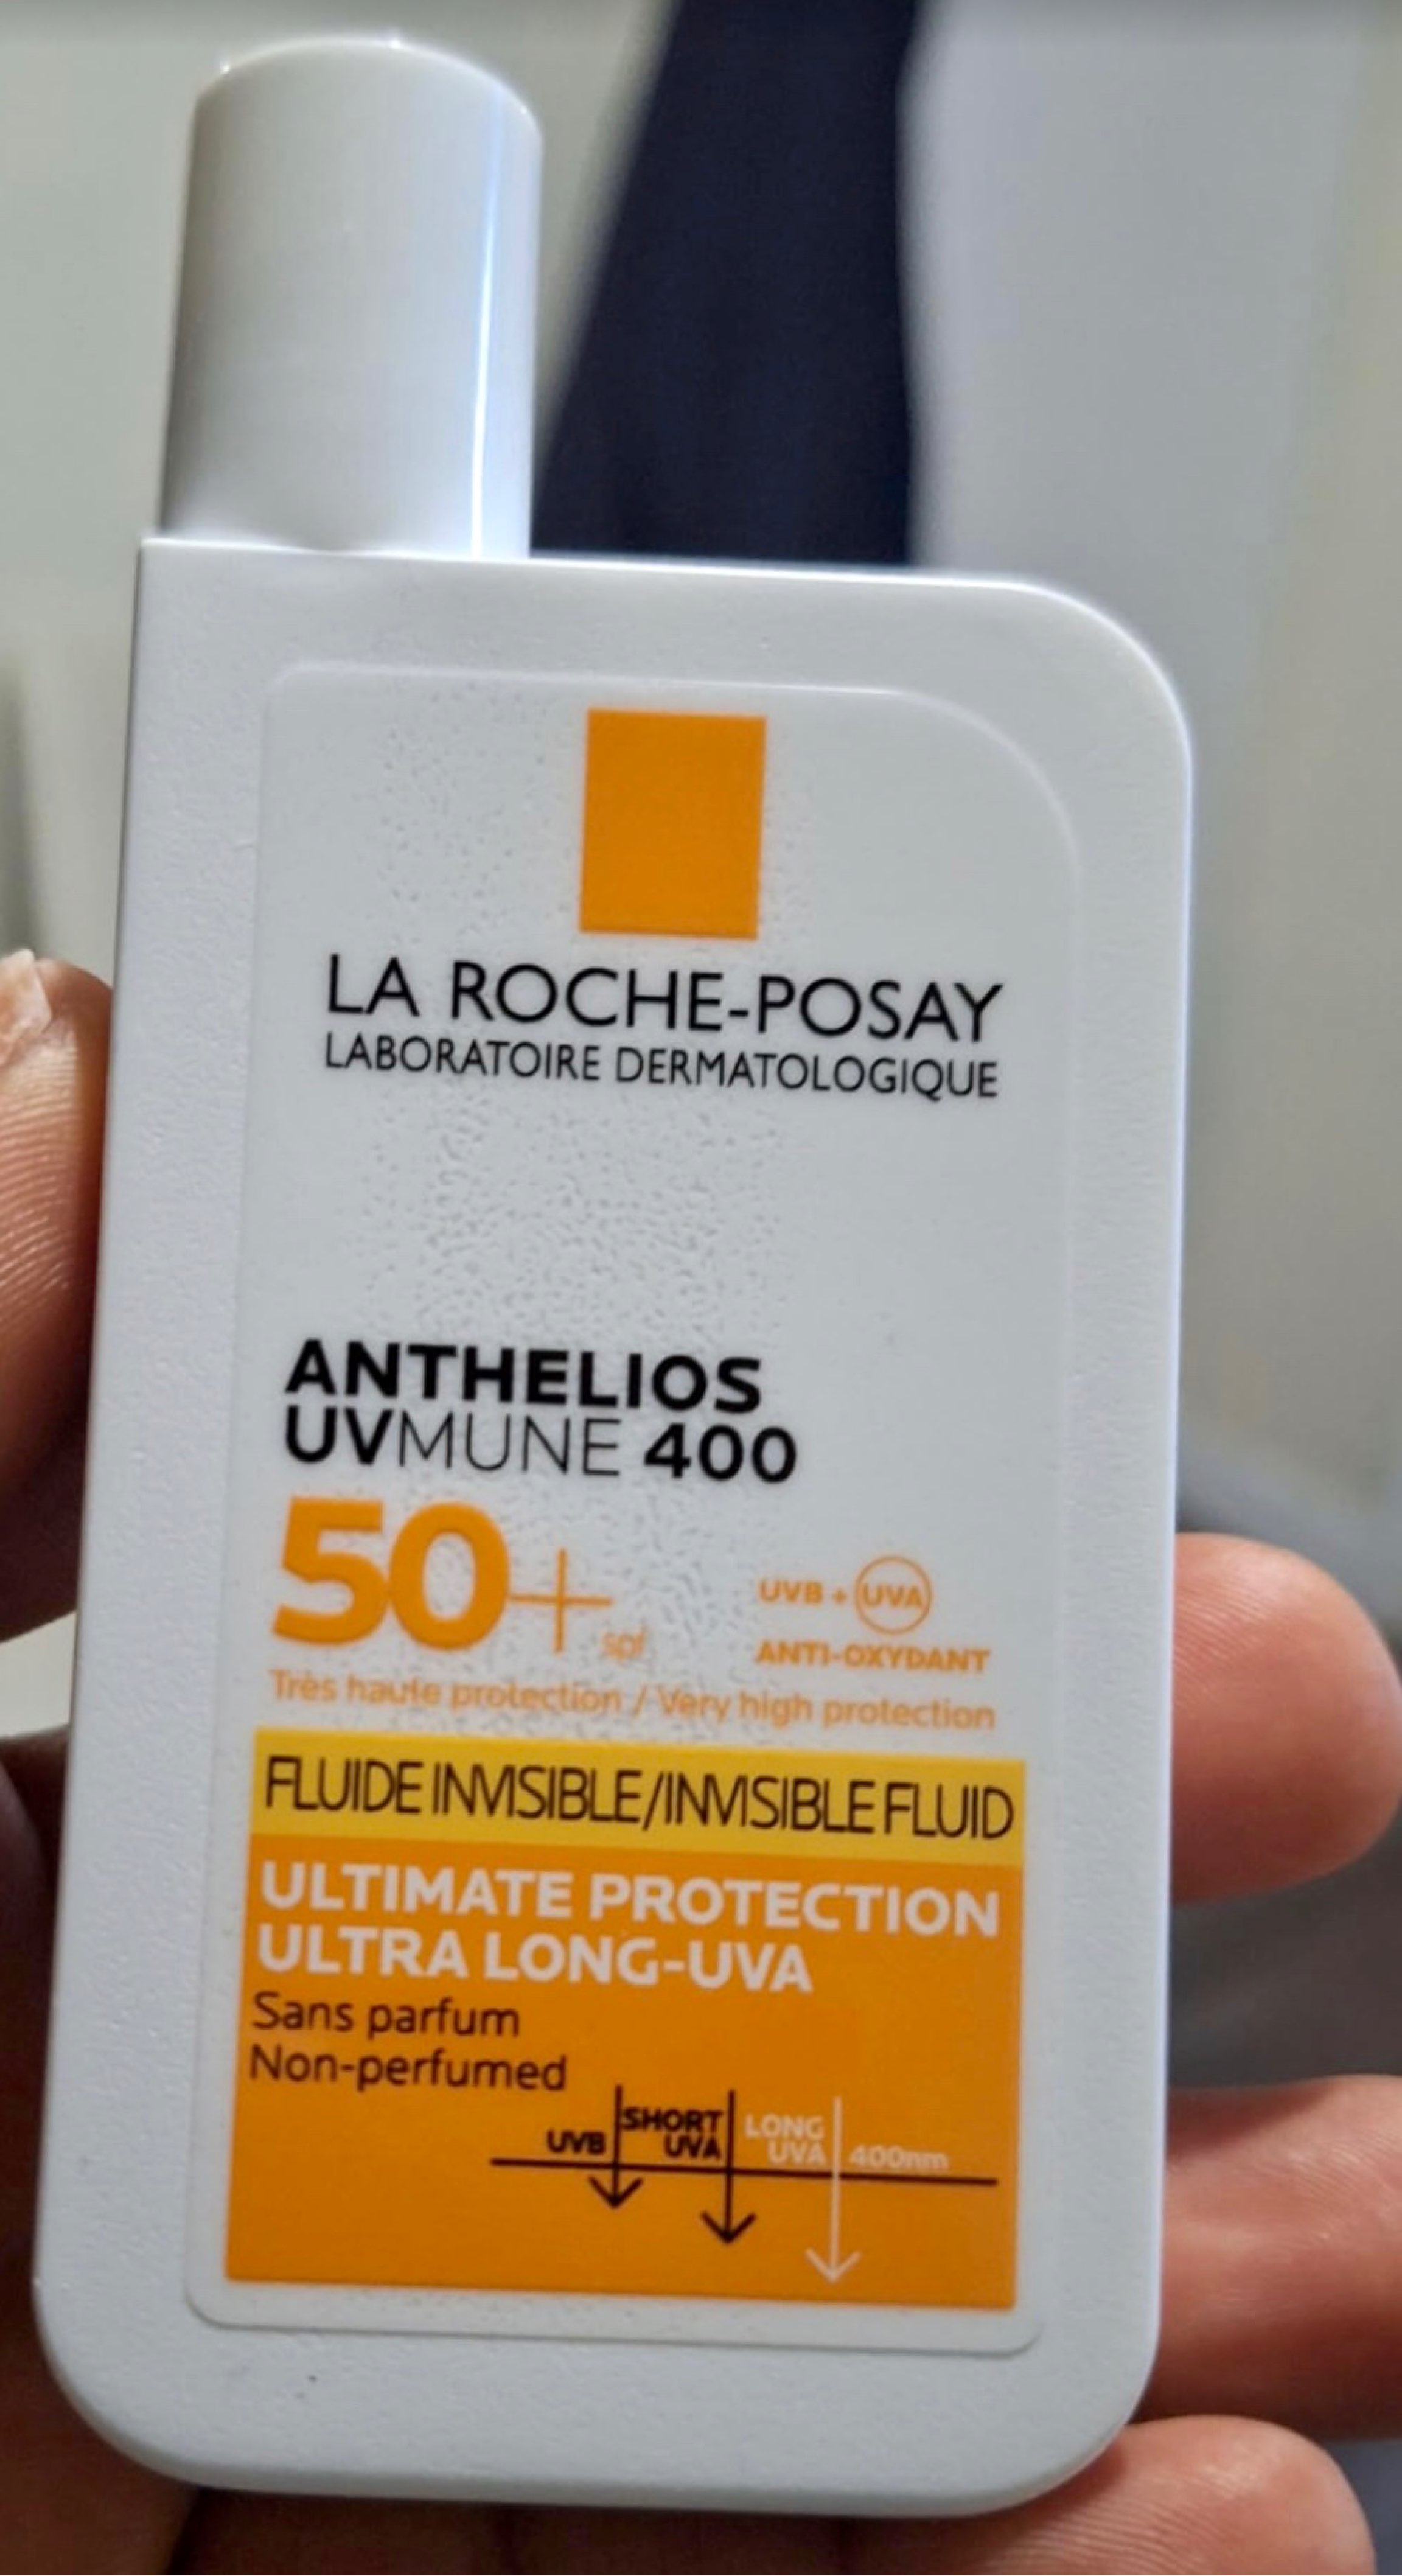 LA ROCHE-POSAY
LABORATOIRE DERMATOLOGIQUE
ANTHELIOS
UVMUNE 400
50+ spf
UVB + UVA
ANTI-OXYDANT
Très haute protection / Very high protection
FLUIDE INVISIBLE/INVISIBLE FLUID
ULTIMATE PROTECTION
ULTRA LONG-UVA
Sans parfum
Non-perfumed
UVB SHORT UVA LONG UVA 400nm